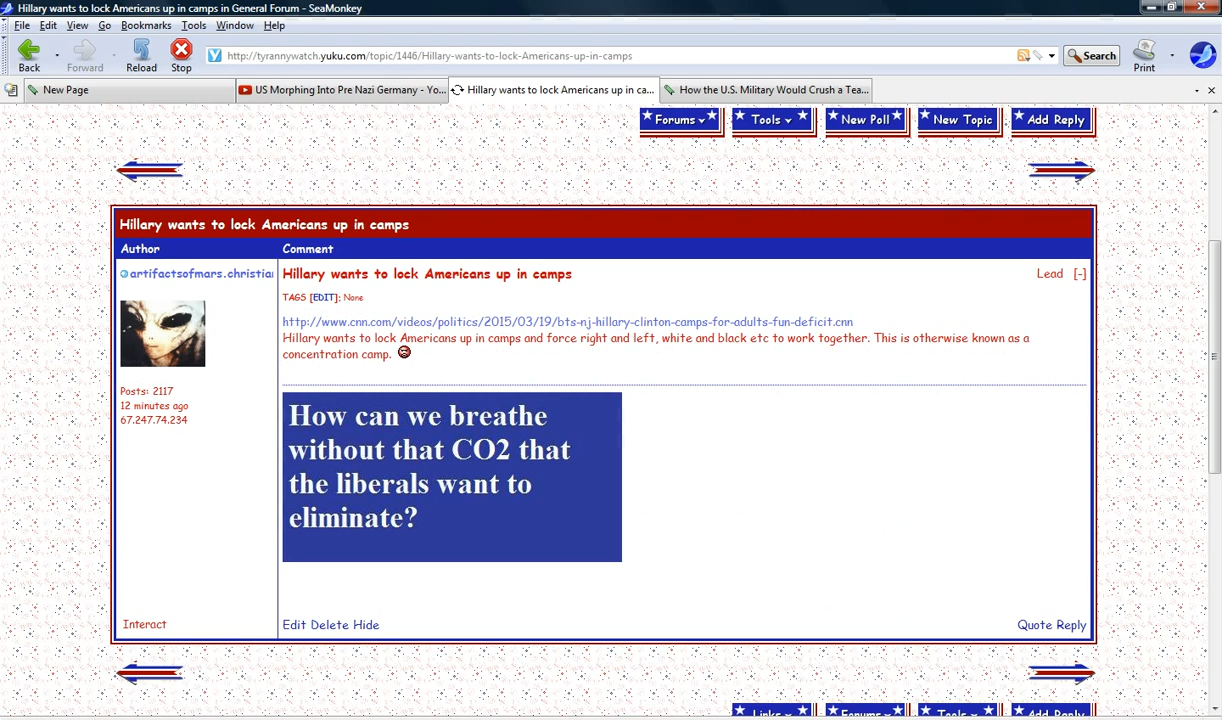 Hillary wants to lock Americans up in camps in General Forum - SeaMonkey
File Edit View Go Bookmarks Tools Window Help
Back Forward Reload Stop http://tyrannywatch.yuku.com/topic/1446/Hillary-wants-to-lock-Americans-up-in-camps Search Print
New Page US Morphing Into Pre Nazi Germany - Yo... Hillary wants to lock Americans up in ca... How the U.S. Military Would Crush a Tea...
Forums Tools New Poll New Topic Add Reply
Hillary wants to lock Americans up in camps
Author Comment
artifactsofmars.christian Hillary wants to lock Americans up in camps Lead [-]
TAGS [EDIT]: None
http://www.cnn.com/videos/politics/2015/03/19/bts-nj-hillary-clinton-camps-for-adults-fun-deficit.cnn
Hillary wants to lock Americans up in camps and force right and left, white and black etc to work together. This is otherwise known as a
concentration camp.
Posts: 2117
12 minutes ago
67.247.74.234
How can we breathe
without that CO2 that
the liberals want to
eliminate?
Interact Edit Delete Hide Quote Reply
Links Forums Tools Add Reply